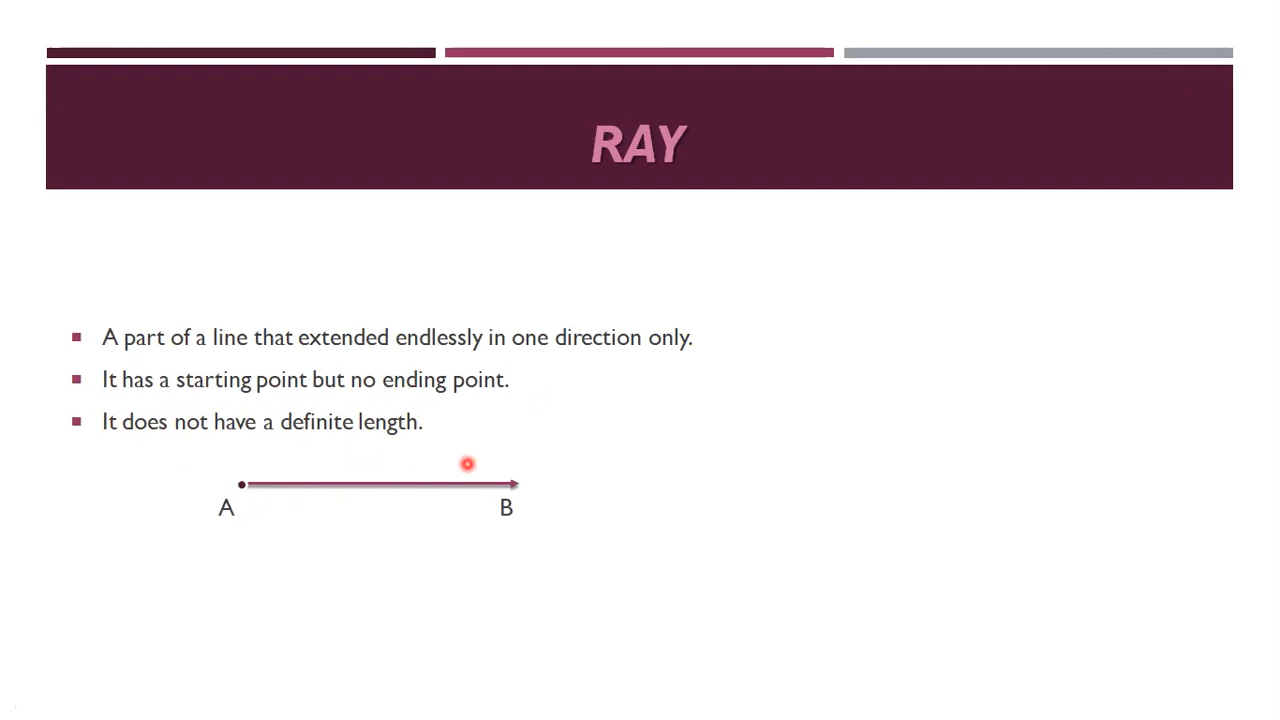 RAY
A part of a line that extended endlessly in one direction only.
It has a starting point but no ending point.
It does not have a definite length.
A B